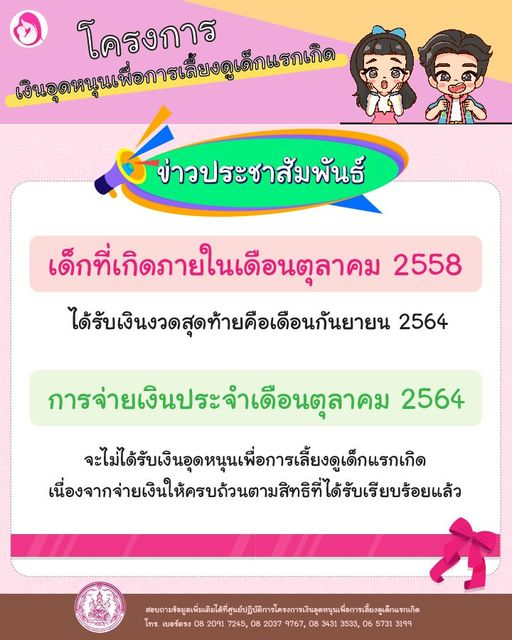 โครงการ
เงินอุดหนุนเพื่อการเลี้ยงดูเด็กแรกเกิด
ข่าวประชาสัมพันธ์
เด็กที่เกิดภายในเดือนตุลาคม 2558
ได้รับเงินงวดสุดท้ายคือเดือนกันยายน 2564
การจ่ายเงินประจำเดือนตุลาคม 2564
จะไม่ได้รับเงินอุดหนุนเพื่อการเลี้ยงดูเด็กแรกเกิด
เนื่องจากจ่ายเงินให้ครบถ้วนตามสิทธิที่ได้รับเรียบร้อยแล้ว
สอบถามข้อมูลเพิ่มเติมได้ที่ศูนย์ปฏิบัติการโครงการเงินอุดหนุนเพื่อการเลี้ยงดูเด็กแรกเกิด
โทร. เบอร์ตรง 08 2091 7245, 08 2037 9767, 08 3431 3533, 06 5731 3199